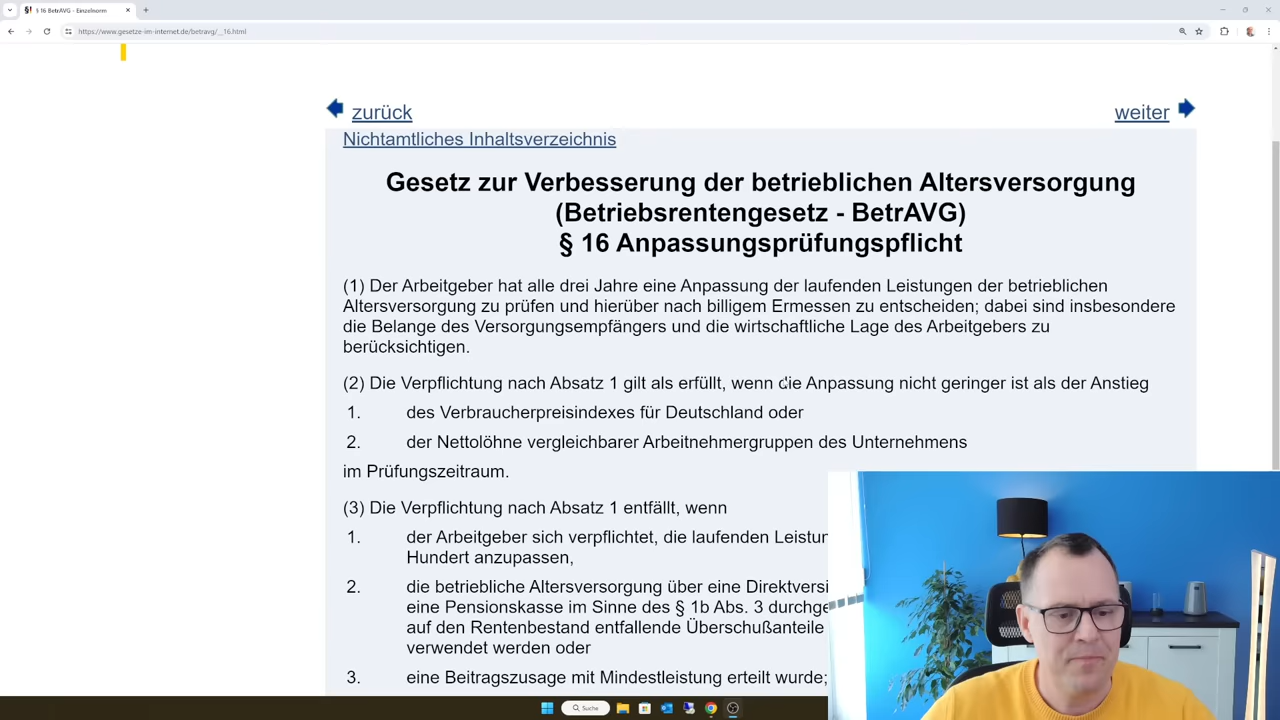 § 16 BetrAVG - Einzelnorm
https://www.gesetze-im-internet.de/betravg/__16.html
zurück
weiter
Nichtamtliches Inhaltsverzeichnis
Gesetz zur Verbesserung der betrieblichen Altersversorgung
(Betriebsrentengesetz - BetrAVG)
§ 16 Anpassungsprüfungspflicht
(1) Der Arbeitgeber hat alle drei Jahre eine Anpassung der laufenden Leistungen der betrieblichen
Altersversorgung zu prüfen und hierüber nach billigem Ermessen zu entscheiden; dabei sind insbesondere
die Belange des Versorgungsempfängers und die wirtschaftliche Lage des Arbeitgebers zu
berücksichtigen.
(2) Die Verpflichtung nach Absatz 1 gilt als erfüllt, wenn die Anpassung nicht geringer ist als der Anstieg
1. des Verbraucherpreisindexes für Deutschland oder
2. der Nettolöhne vergleichbarer Arbeitnehmergruppen des Unternehmens
im Prüfungszeitraum.
(3) Die Verpflichtung nach Absatz 1 entfällt, wenn
1. der Arbeitgeber sich verpflichtet, die laufenden
Hundert anzupassen,
2. die betriebliche Altersversorgung über eine
eine Pensionskasse im Sinne des § 1b Abs. 3
auf den Rentenbestand entfallende Überschußanteile
verwendet werden oder
3. eine Beitragszusage mit Mindestleistung erteilt wurde;
Suche